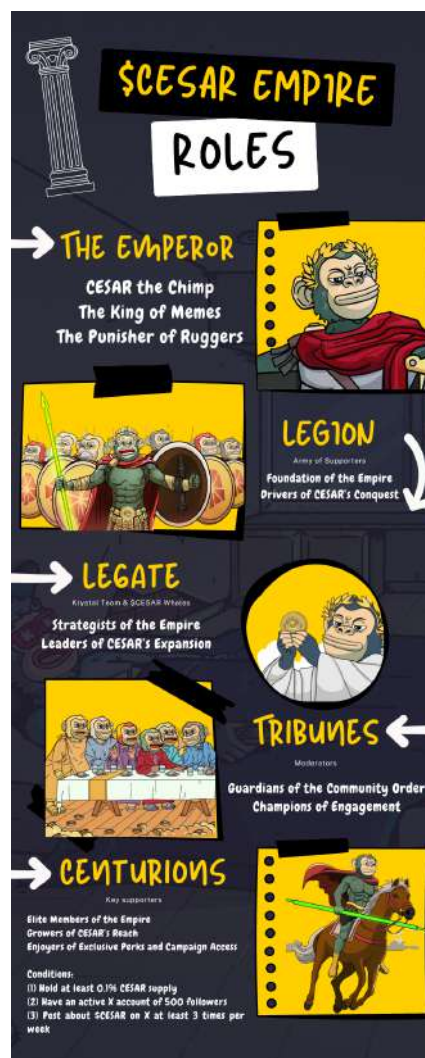 $CESAR EMPIRE
ROLES
THE EMPEROR
CESAR the Chimp
The King of Memes
The Punisher of Ruggers
LEGION
Army of Supporters
Foundation of the Empire
Drivers of CESAR's Conquest
LEGATE
Krystal Team & $CESAR Whales
Strategists of the Empire
Leaders of CESAR's Expansion
TRIBUNES
Moderators
Guardians of the Community Order
Champions of Engagement
CENTURIONS
Key supporters
Elite Members of the Empire
Growers of CESAR's Reach
Enjoyers of Exclusive Perks and Campaign Access
Conditions:
(1) Hold at least 0.1% CESAR supply
(2) Have an active X account of 500 followers
(3) Post about $CESAR on X at least 3 times per
week